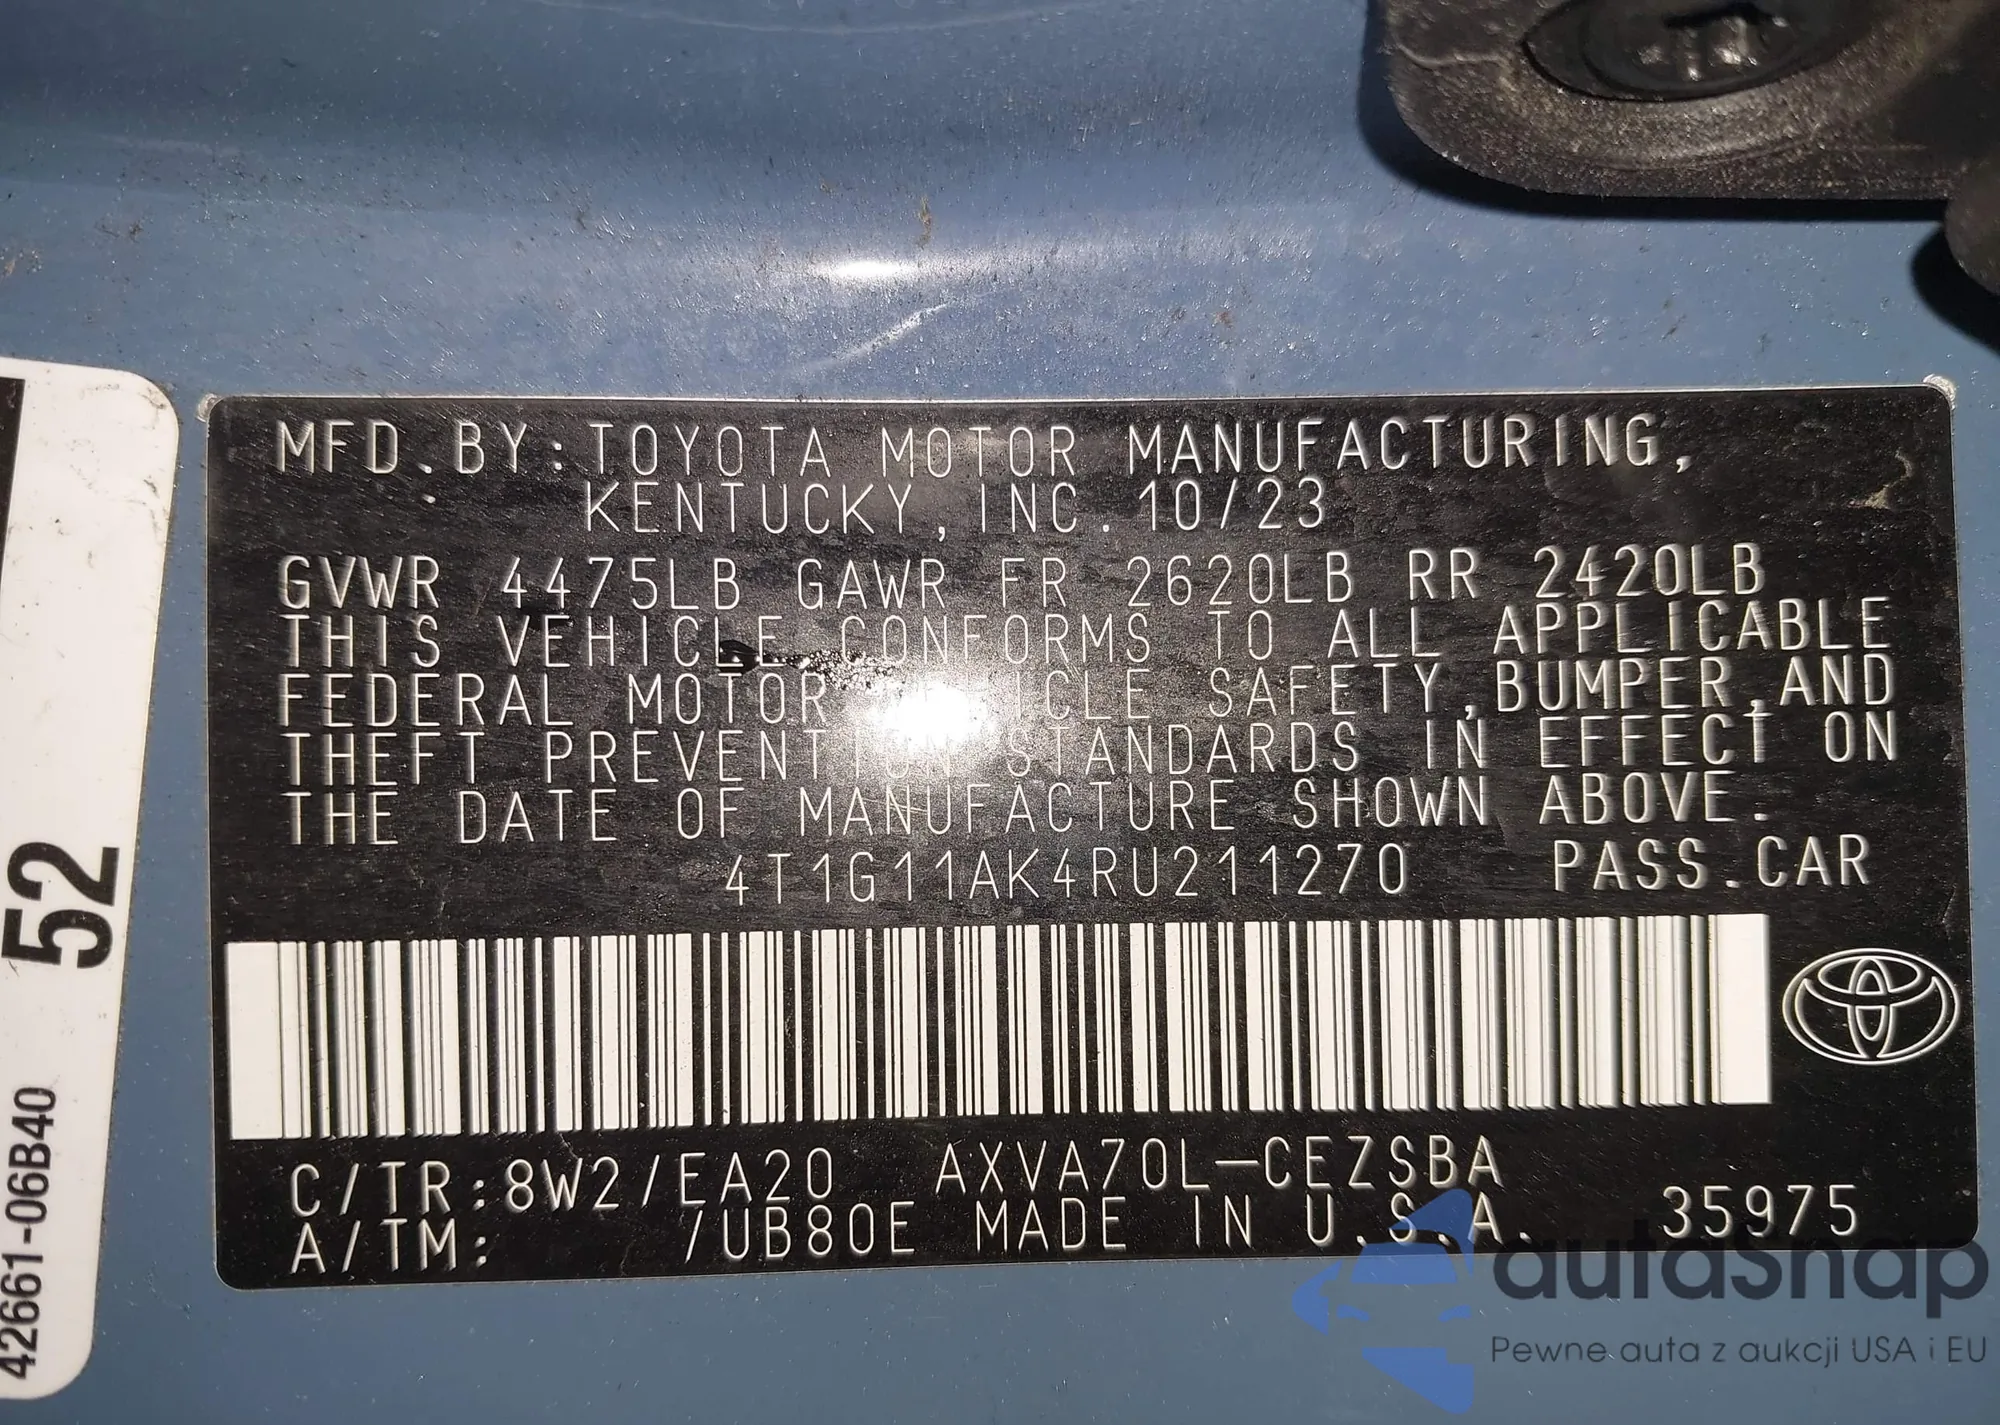 MFD.BY:TOYOTA MOTOR MANUFACTURING,
KENTUCKY,INC.10/23
GVWR 4475LB GAWR FR 2620LB RR 2420LB
THIS VEHICLE CONFORMS TO ALL APPLICABLE
FEDERAL MOTOR VEHICLE SAFETY,BUMPER,AND
THEFT PREVENTION STANDARDS IN EFFECT ON
THE DATE OF MANUFACTURE SHOWN ABOVE.
4T1G11AK4RU211270 PASS.CAR
C/TR:8W2/EA20 AXVA70L-CEZSBA
A/TM: /UB80E MADE IN U.S.A. 35975
52
42661-06B40
autoSnap
Pewne auta z aukcji USA i EU